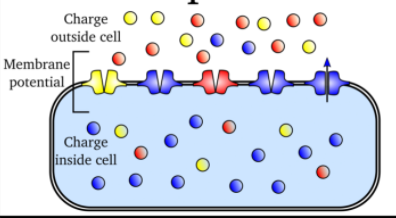 Charge
outside cell
Membrane
potential
Charge
inside cell